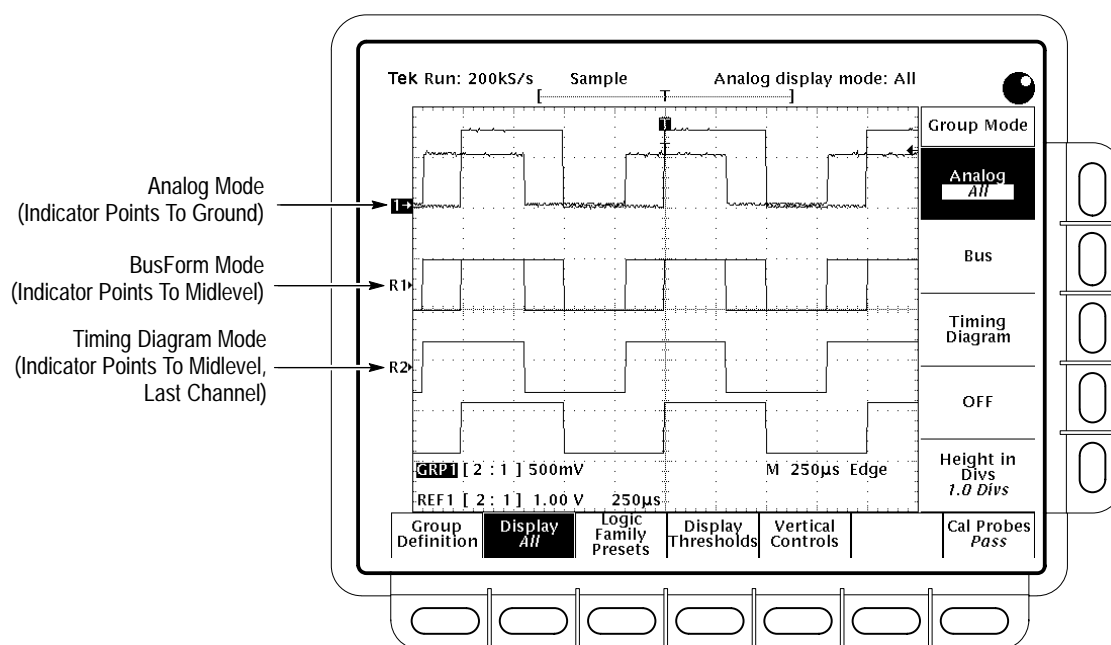 Tek Run: 200kS/s Sample Analog display mode: All
[ T ]
T
Group Mode
Analog
All
Analog Mode
(Indicator Points To Ground)
1→
Bus
BusForm Mode
(Indicator Points To Midlevel)
R1
Timing
Diagram
Timing Diagram Mode
(Indicator Points To Midlevel,
Last Channel)
R2
OFF
Height in
Divs
1.0 Divs
GRP1 [ 2 : 1 ] 500mV M 250µs Edge
REF1 [ 2 : 1 ] 1.00 V 250µs
Group
Definition
Display
All
Logic
Family
Presets
Display
Thresholds
Vertical
Controls
Cal Probes
Pass